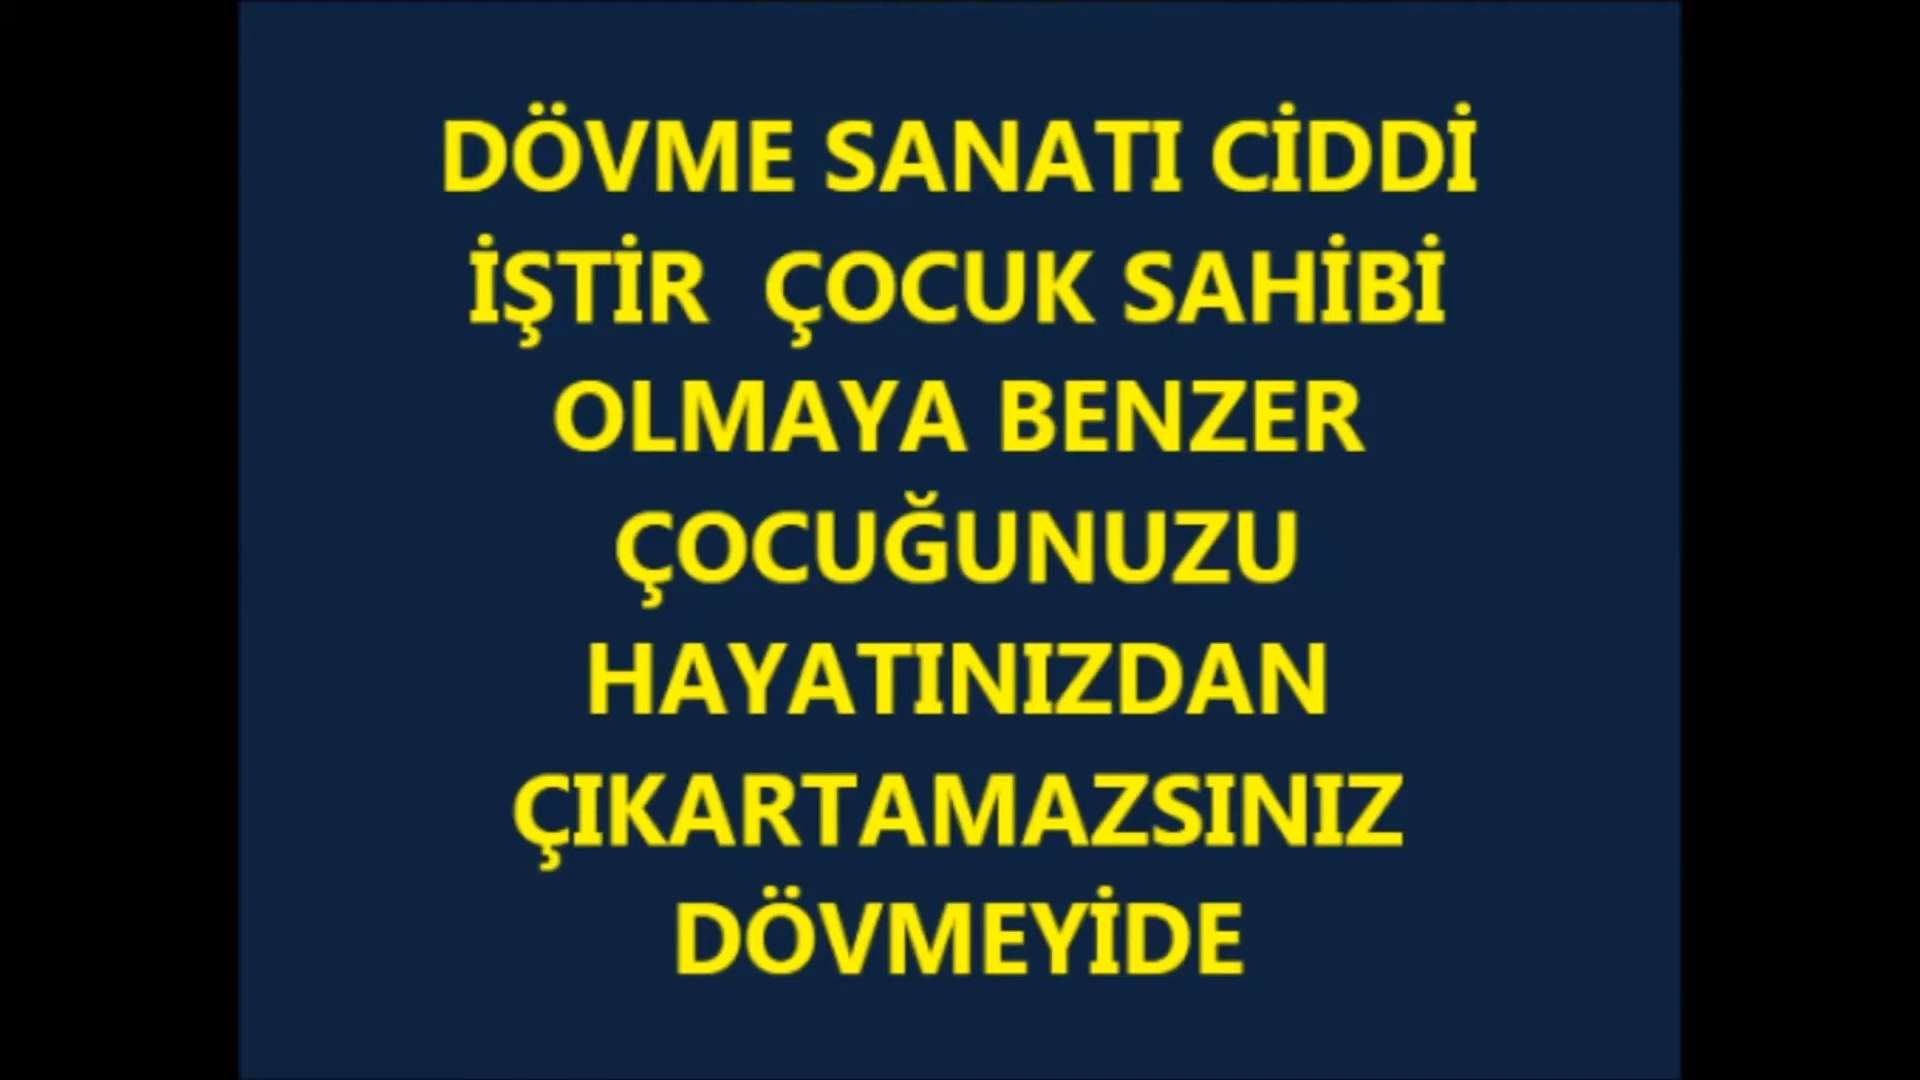 DÖVME SANATI CİDDİ
İŞTİR  ÇOCUK SAHİBİ
OLMAYA BENZER
ÇOCUĞUNUZU
HAYATINIZDAN
ÇIKARTAMAZSINIZ
DÖVMEYİDE